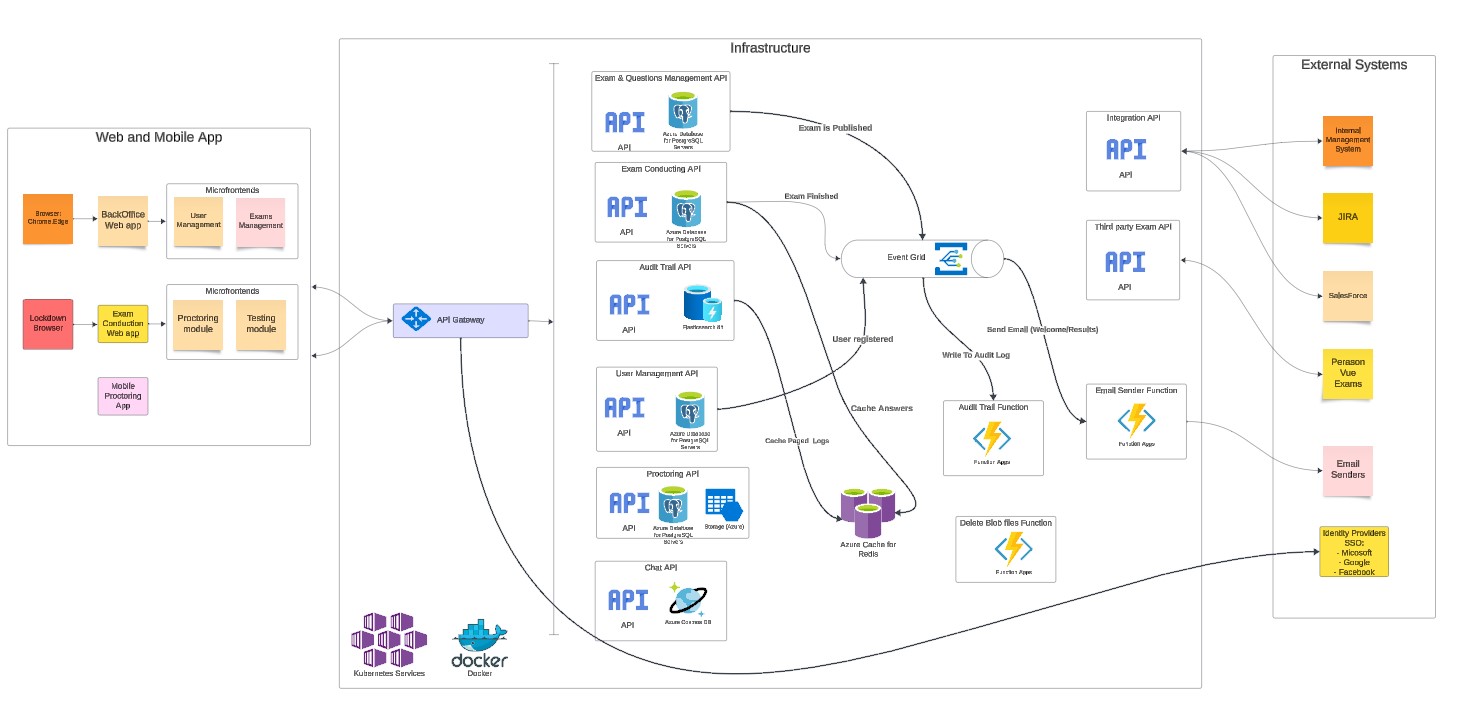 Infrastructure
Web and Mobile App
Browser:
Chrome,Edge
BackOffice
Web app
Microfrontends
User
Management
Exams
Management
Lockdown
Browser
Exam
Conduction
Web app
Microfrontends
Proctoring
module
Testing
module
Mobile
Proctoring
App
API Gateway
Exam & Questions Management API
API
API
Azure Database
for PostgreSQL
Servers
Exam Conducting API
API
API
Azure Database
for PostgreSQL
Servers
Audit Trail API
API
API
User Management API
API
API
Azure Database
for PostgreSQL
Servers
Proctoring API
API
API
Azure Database
for PostgreSQL
Servers
Storage (Azure)
Chat API
API
API
Azure Cosmos DB
Kubernetes Services
docker
Docker
Exam is Published
Exam Finished
Event Grid
User registered
Write To Audit Log
Send Email (Welcome/Results)
Cache Answers
Cache Paged Logs
Azure Cache for
Redis
Audit Trail Function
Function Apps
Email Sender Function
Function Apps
Delete Blob files Function
Function Apps
Integration API
API
API
Third party Exam API
API
API
External Systems
Internal
Management
System
JIRA
SalesForce
Perason
Vue
Exams
Email
Senders
Identity Providers
SSO:
- Micosoft
- Google
- Facebook